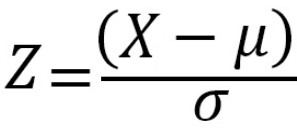 Z = (X − μ) / σ